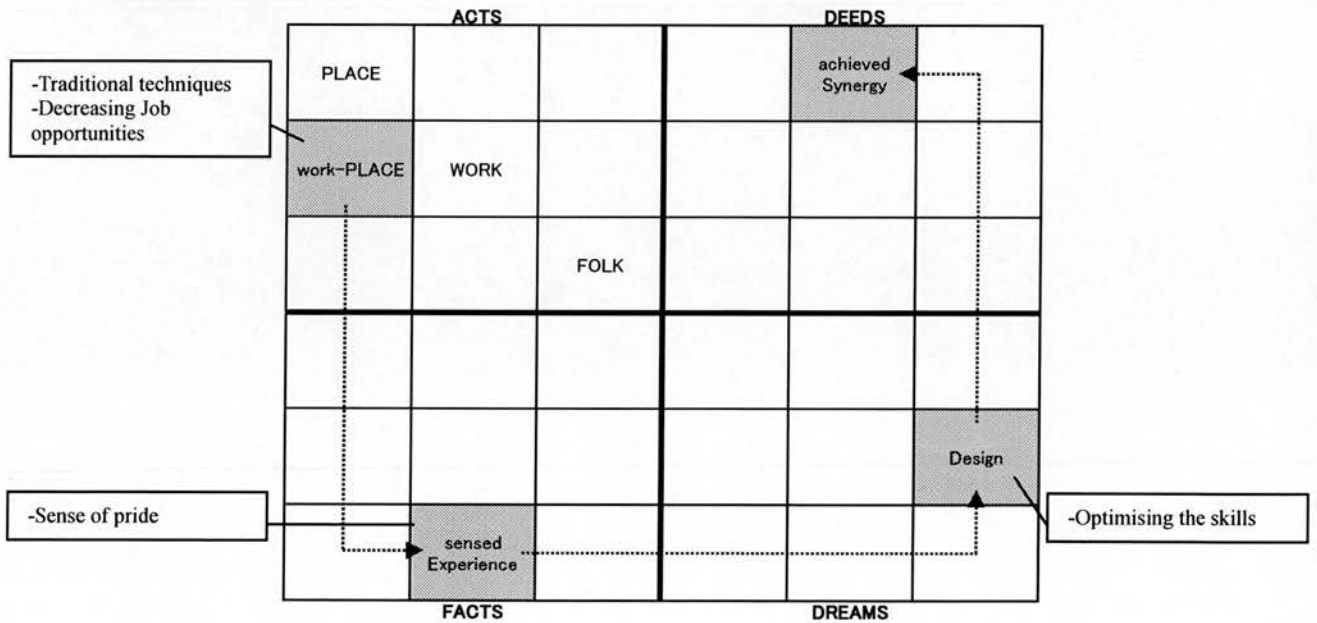 ACTS
DEEDS
PLACE
achieved
Synergy
-Traditional techniques
-Decreasing Job
opportunities
work-PLACE
WORK
FOLK
Design
-Sense of pride
-Optimising the skills
sensed
Experience
FACTS
DREAMS